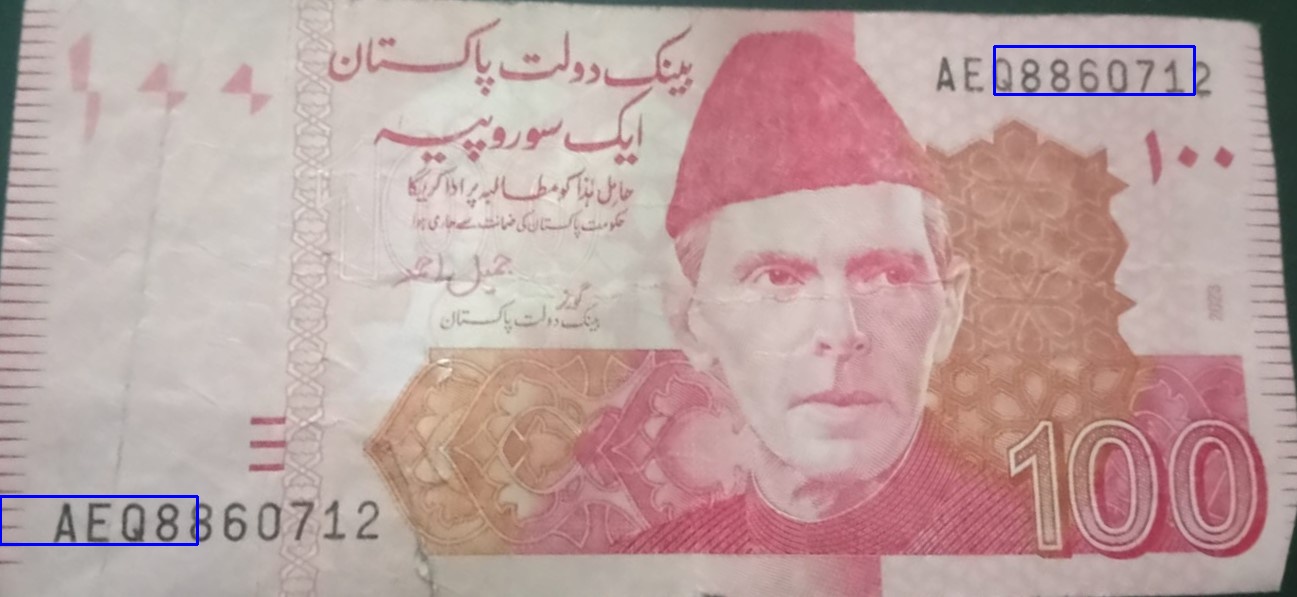 بینک دولت پاکستان
AEQ8860712
ایک سو روپیہ
۱۰۰
حامل ہٰذا کو مطالبہ پر ادا کریگا
حکومت پاکستان کی ضمانت سے جاری ہوا
جمیل احمد
گورنر
بینک دولت پاکستان
2023
100
AEQ8860712